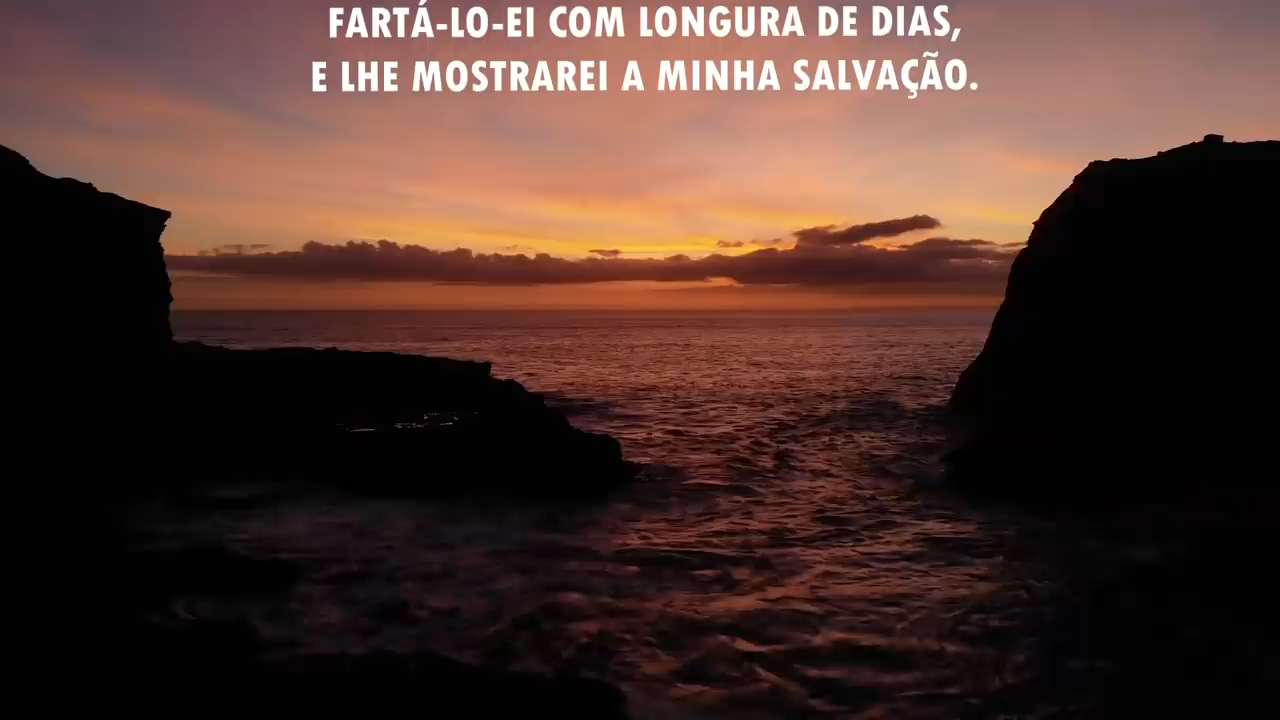 FARTÁ-LO-EI COM LONGURA DE DIAS,
E LHE MOSTRAREI A MINHA SALVAÇÃO.